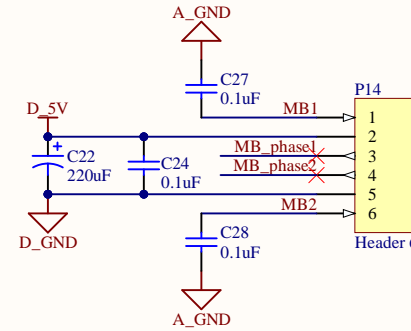 A_GND
C27
0.1uF
P14
D_5V
MB1
1
2
+
C22
220uF
C24
0.1uF
MB_phase1
3
MB_phase2
4
5
MB2
6
D_GND
C28
0.1uF
Header
A_GND